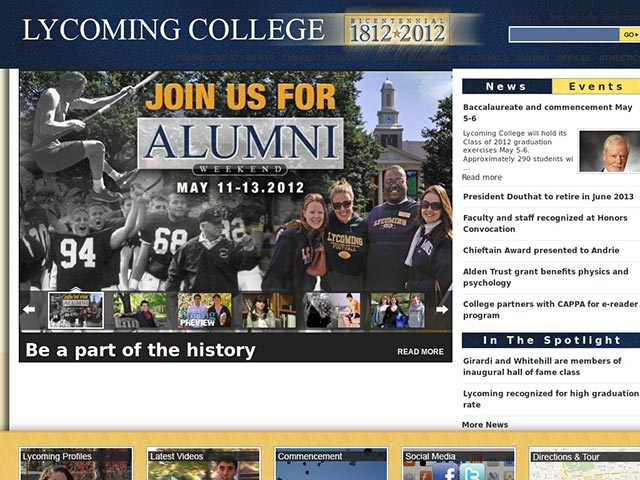 LYCOMING COLLEGE
BICENTENNIAL
1812★2012
GO
PROSPECTIVE STUDENTS CURRENT STUDENTS ACADEMICS ALUMNI OFFICES ATHLETIC
JOIN US FOR
ALUMNI
WEEKEND
MAY 11-13.2012
94
68
LYCOMING
FOOTBALL
LYCOMING
Be a part of the history
READ MORE
News
Events
Baccalaureate and commencement May
5-6
Lycoming College will hold its
Class of 2012 graduation
exercises May 5-6.
Approximately 290 students wi
...
Read more
President Douthat to retire in June 2013
Faculty and staff recognized at Honors
Convocation
Chieftain Award presented to Andrie
Alden Trust grant benefits physics and
psychology
College partners with CAPPA for e-reader
program
In The Spotlight
Girardi and Whitehill are members of
inaugural hall of fame class
Lycoming recognized for high graduation
rate
More News
Lycoming Profiles
Latest Videos
Commencement
Social Media
Directions & Tour